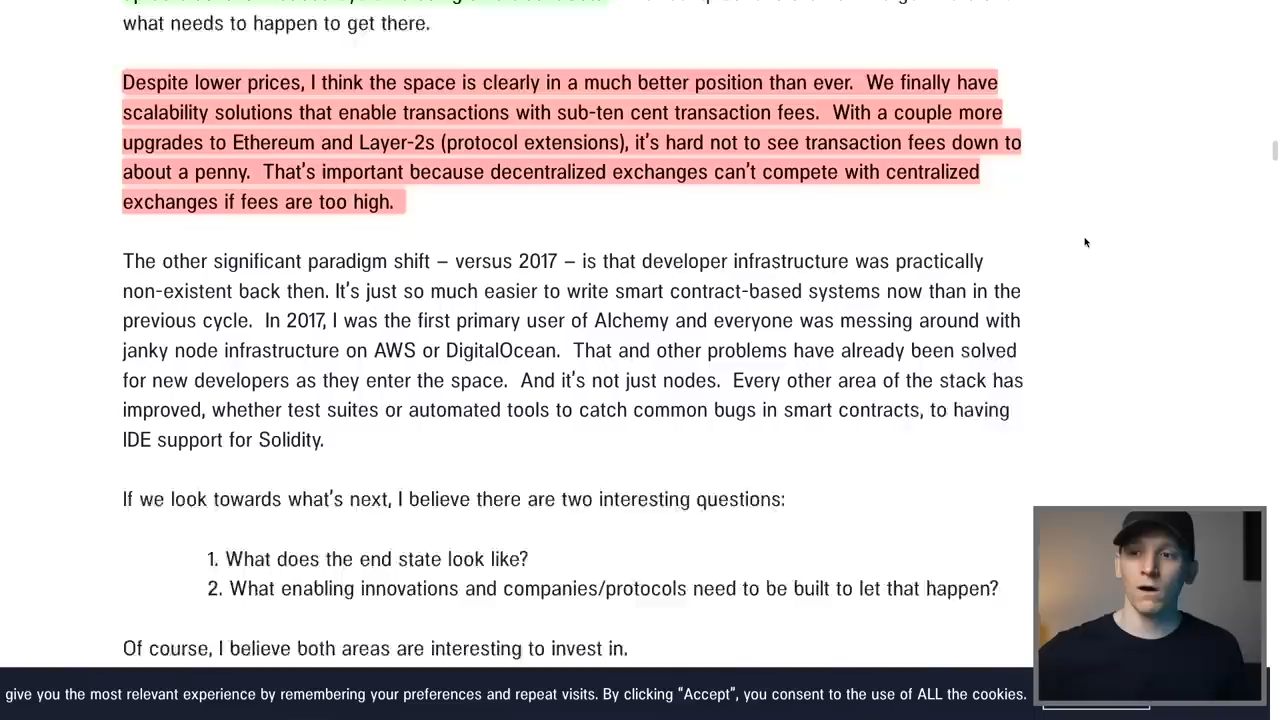 what needs to happen to get there.
Despite lower prices, I think the space is clearly in a much better position than ever. We finally have
scalability solutions that enable transactions with sub-ten cent transaction fees. With a couple more
upgrades to Ethereum and Layer-2s (protocol extensions), it's hard not to see transaction fees down to
about a penny. That's important because decentralized exchanges can't compete with centralized
exchanges if fees are too high.
The other significant paradigm shift – versus 2017 – is that developer infrastructure was practically
non-existent back then. It's just so much easier to write smart contract-based systems now than in the
previous cycle. In 2017, I was the first primary user of Alchemy and everyone was messing around with
janky node infrastructure on AWS or DigitalOcean. That and other problems have already been solved
for new developers as they enter the space. And it's not just nodes. Every other area of the stack has
improved, whether test suites or automated tools to catch common bugs in smart contracts, to having
IDE support for Solidity.
If we look towards what's next, I believe there are two interesting questions:
1. What does the end state look like?
2. What enabling innovations and companies/protocols need to be built to let that happen?
Of course, I believe both areas are interesting to invest in.
give you the most relevant experience by remembering your preferences and repeat visits. By clicking "Accept", you consent to the use of ALL the cookies.